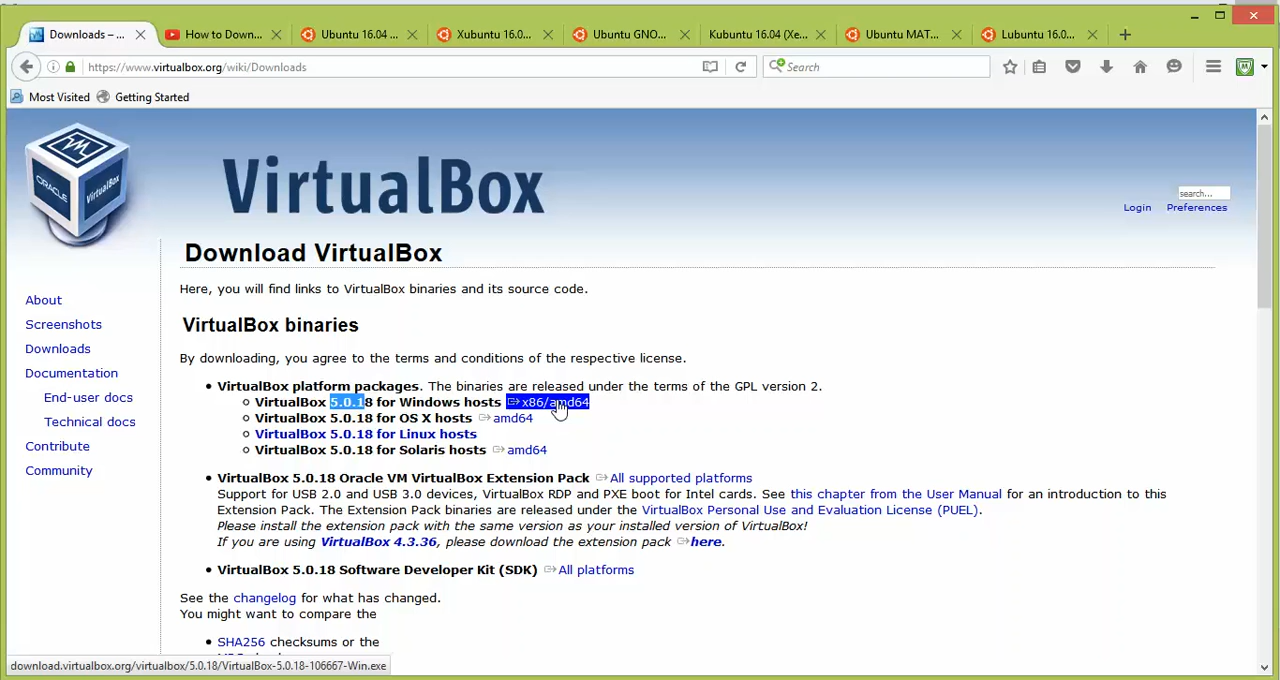 Downloads – ...
How to Down...
Ubuntu 16.04 ...
Xubuntu 16.0...
Ubuntu GNO...
Kubuntu 16.04 (Xe...
Ubuntu MAT...
Lubuntu 16.0...
https://www.virtualbox.org/wiki/Downloads
Search
Most Visited
Getting Started
ORACLE
VirtualBox
VirtualBox
search...
Login
Preferences
Download VirtualBox
Here, you will find links to VirtualBox binaries and its source code.
About
Screenshots
Downloads
Documentation
End-user docs
Technical docs
Contribute
Community
VirtualBox binaries
By downloading, you agree to the terms and conditions of the respective license.
• VirtualBox platform packages. The binaries are released under the terms of the GPL version 2.
VirtualBox 5.0.18 for Windows hosts x86/amd64
VirtualBox 5.0.18 for OS X hosts amd64
VirtualBox 5.0.18 for Linux hosts
VirtualBox 5.0.18 for Solaris hosts amd64
• VirtualBox 5.0.18 Oracle VM VirtualBox Extension Pack All supported platforms
Support for USB 2.0 and USB 3.0 devices, VirtualBox RDP and PXE boot for Intel cards. See this chapter from the User Manual for an introduction to this
Extension Pack. The Extension Pack binaries are released under the VirtualBox Personal Use and Evaluation License (PUEL).
Please install the extension pack with the same version as your installed version of VirtualBox!
If you are using VirtualBox 4.3.36, please download the extension pack here.
• VirtualBox 5.0.18 Software Developer Kit (SDK) All platforms
See the changelog for what has changed.
You might want to compare the
• SHA256 checksums or the
download.virtualbox.org/virtualbox/5.0.18/VirtualBox-5.0.18-106667-Win.exe